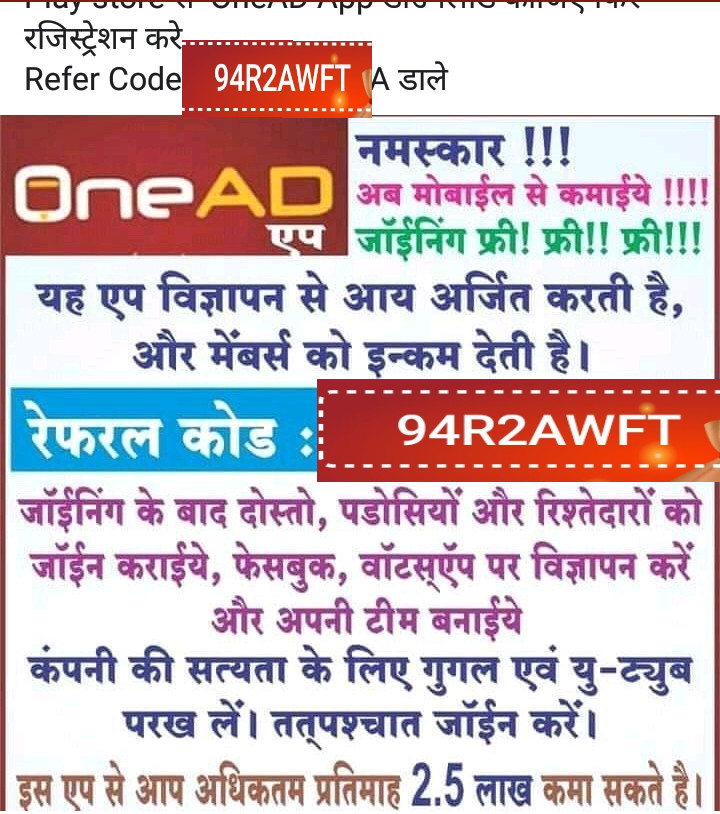 रजिस्ट्रेशन करे
Refer Code 94R2AWFT A डाले
OneAD
एप
नमस्कार !!!
अब मोबाईल से कमाईये !!!!
जॉईनिंग फ्री! फ्री!! फ्री!!!
यह एप विज्ञापन से आय अर्जित करती है,
और मेंबर्स को इन्कम देती है।
रेफरल कोड : 94R2AWFT
जॉईनिंग के बाद दोस्तो, पडोसियों और रिश्तेदारों को
जॉईन कराईये, फेसबुक, वॉटस्ऍप पर विज्ञापन करें
और अपनी टीम बनाईये
कंपनी की सत्यता के लिए गुगल एवं यु-ट्युब
परख लें। तत्पश्चात जॉईन करें।
इस एप से आप अधिकतम प्रतिमाह 2.5 लाख कमा सकते है।